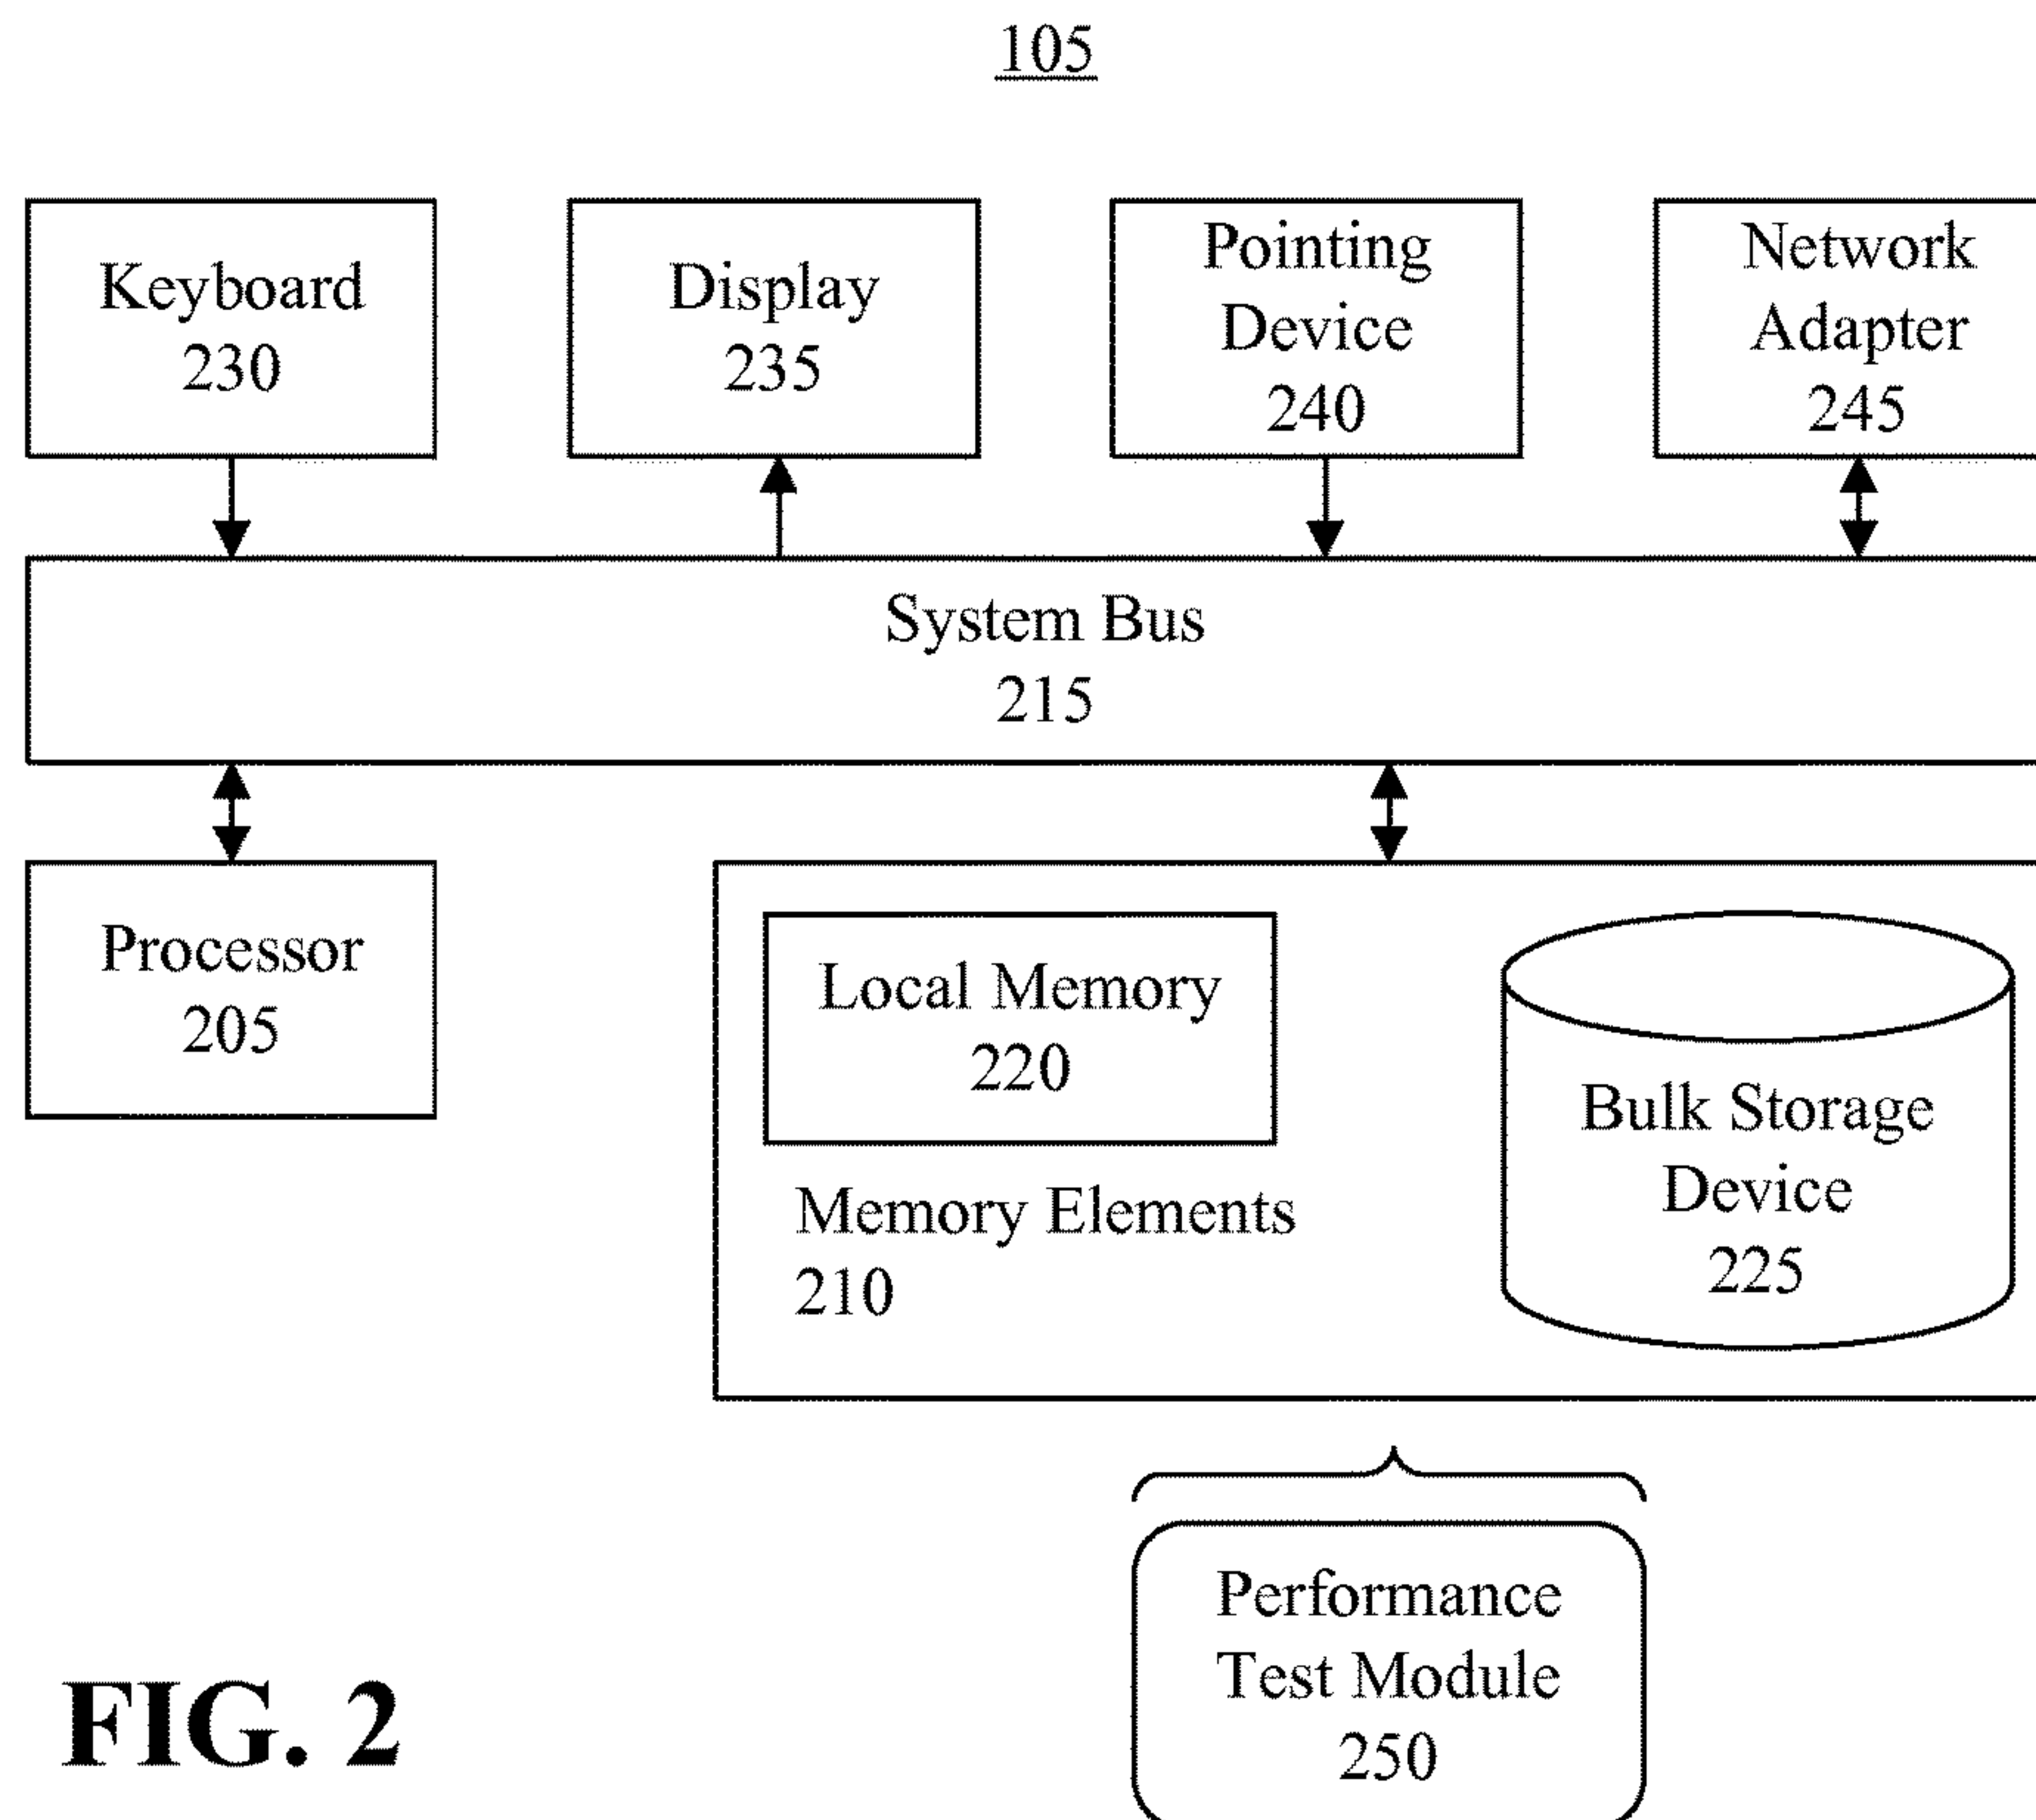 105
Keyboard
230
Display
235
Pointing
Device
240
Network
Adapter
245
System Bus
215
Processor
205
Local Memory
220
Memory Elements
210
Bulk Storage
Device
225
Performance
Test Module
250
FIG. 2